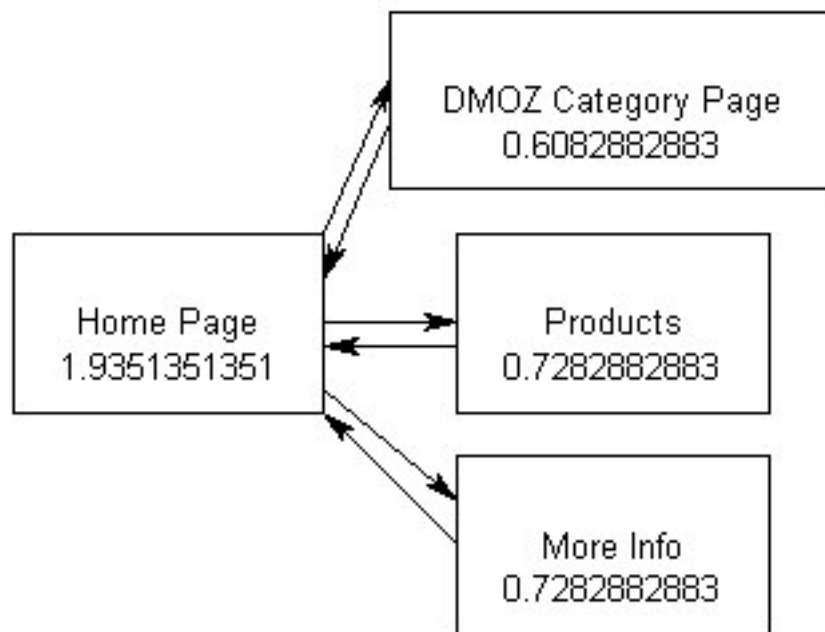 DMOZ Category Page
0.6082882883
Home Page
1.9351351351
Products
0.7282882883
More Info
0.7282882883